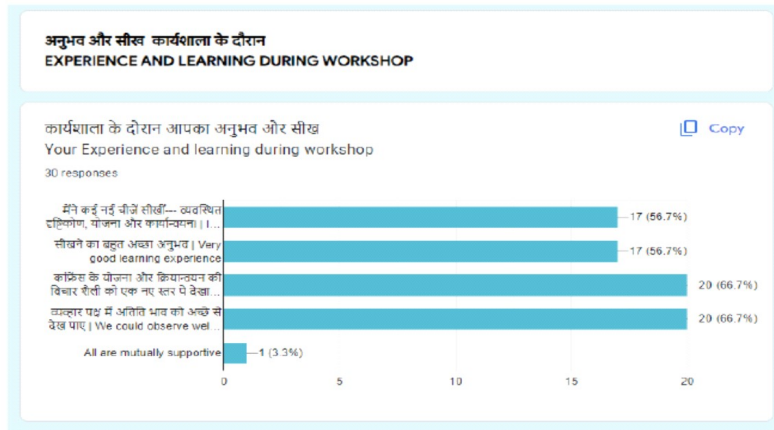 अनुभव और सीख कार्यशाला के दौरान
EXPERIENCE AND LEARNING DURING WORKSHOP
कार्यशाला के दौरान आपका अनुभव और सीख
Copy
Your Experience and learning during workshop
30 responses
मैंने कई नई चीजें सीखीं--- व्यवस्थित
दृष्टिकोण, योजना और कार्यान्वयन। | I...
17 (56.7%)
सीखने का बहुत अच्छा अनुभव | Very
good learning experience
17 (56.7%)
कांफ्रेंस के योजना और क्रियान्वयन की
विचार शैली को एक नए स्तर पे देखा...
20 (66.7%)
व्यवहार पक्ष में अतिति भाव को अच्छे से
देख पाए | We could observe wel...
20 (66.7%)
All are mutually supportive
1 (3.3%)
0 5 10 15 20